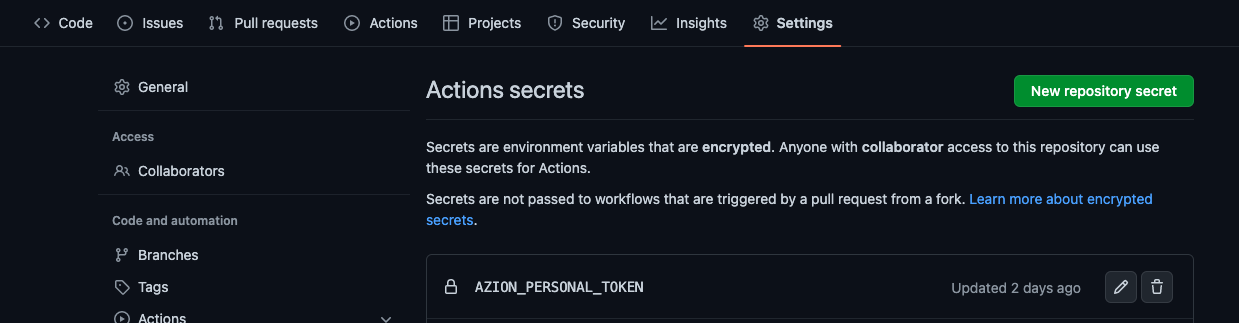 Code Issues Pull requests Actions Projects Security Insights Settings
General
Access
Collaborators
Code and automation
Branches
Tags
Actions
Actions secrets
New repository secret
Secrets are environment variables that are encrypted. Anyone with collaborator access to this repository can use
these secrets for Actions.
Secrets are not passed to workflows that are triggered by a pull request from a fork. Learn more about encrypted
secrets.
AZION_PERSONAL_TOKEN
Updated 2 days ago